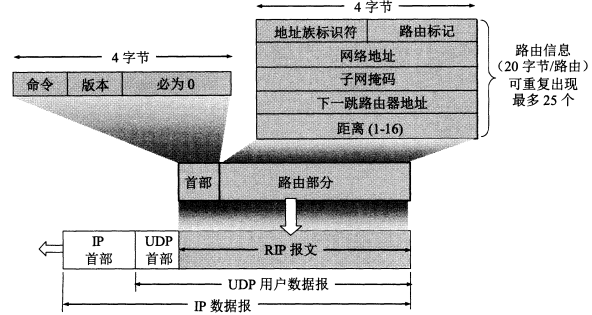 4 字节
地址族标识符 路由标记
网络地址
子网掩码
下一跳路由器地址
距离 (1-16)
路由信息
(20 字节/路由)
可重复出现
最多 25 个
4 字节
命令 版本 必为 0
首部 路由部分
IP
首部
UDP
首部
RIP 报文
UDP 用户数据报
IP 数据报